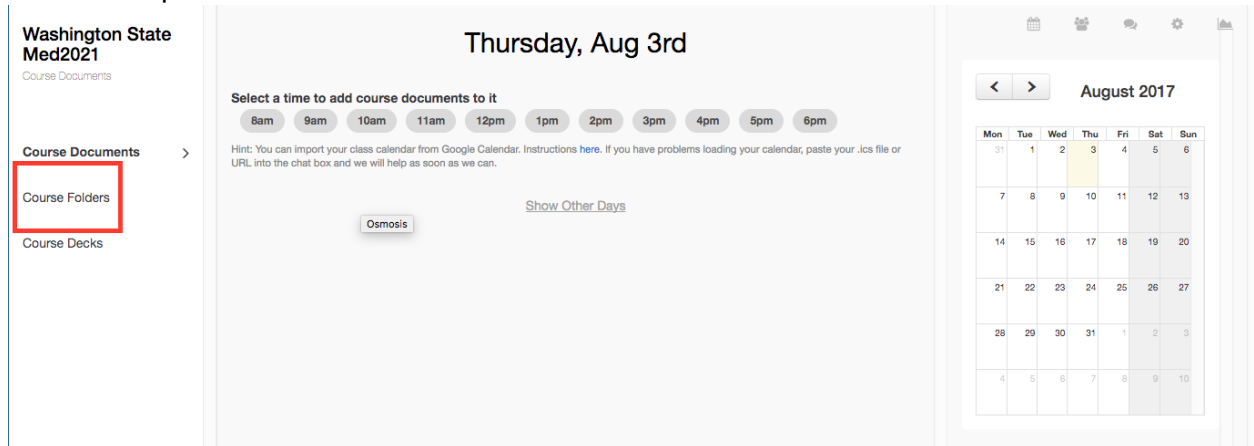 Washington State
Med2021
Course Documents
Course Documents >
Course Folders
Course Decks
Thursday, Aug 3rd
Select a time to add course documents to it
8am 9am 10am 11am 12pm 1pm 2pm 3pm 4pm 5pm 6pm
Hint: You can import your class calendar from Google Calendar. Instructions here. If you have problems loading your calendar, paste your .ics file or
URL into the chat box and we will help as soon as we can.
Show Other Days
Osmosis
< > August 2017
Mon Tue Wed Thu Fri Sat Sun
31 1 2 3 4 5 6
7 8 9 10 11 12 13
14 15 16 17 18 19 20
21 22 23 24 25 26 27
28 29 30 31 1 2 3
4 5 6 7 8 9 10